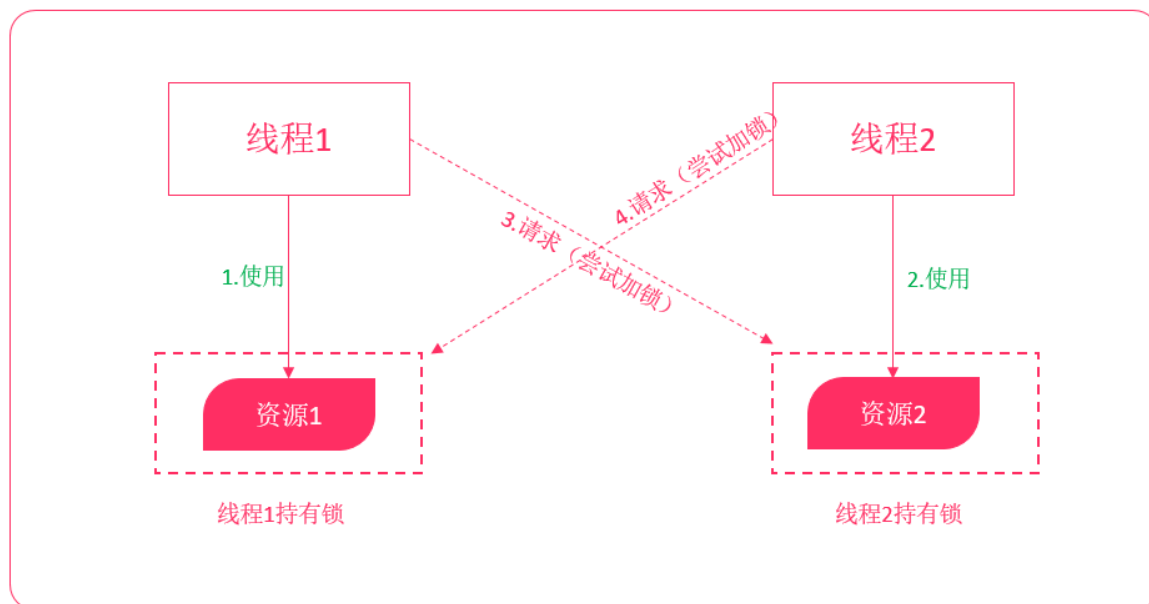 线程1
线程2
3.请求（尝试加锁）
4.请求（尝试加锁）
1.使用
2.使用
资源1
资源2
线程1持有锁
线程2持有锁